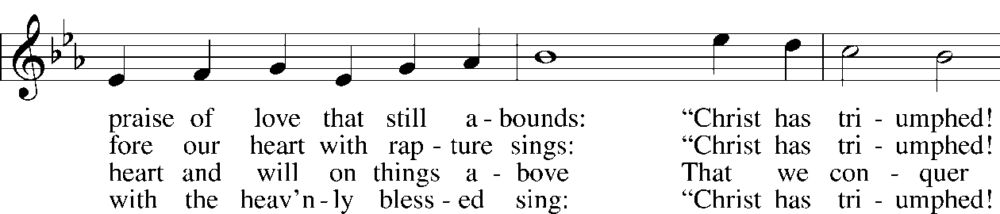 praise of love that still a - bounds: “Christ has tri - umphed!
fore our heart with rap - ture sings: “Christ has tri - umphed!
heart and will on things a - bove That we con - quer
with the heav’n - ly bless - ed sing: “Christ has tri - umphed!